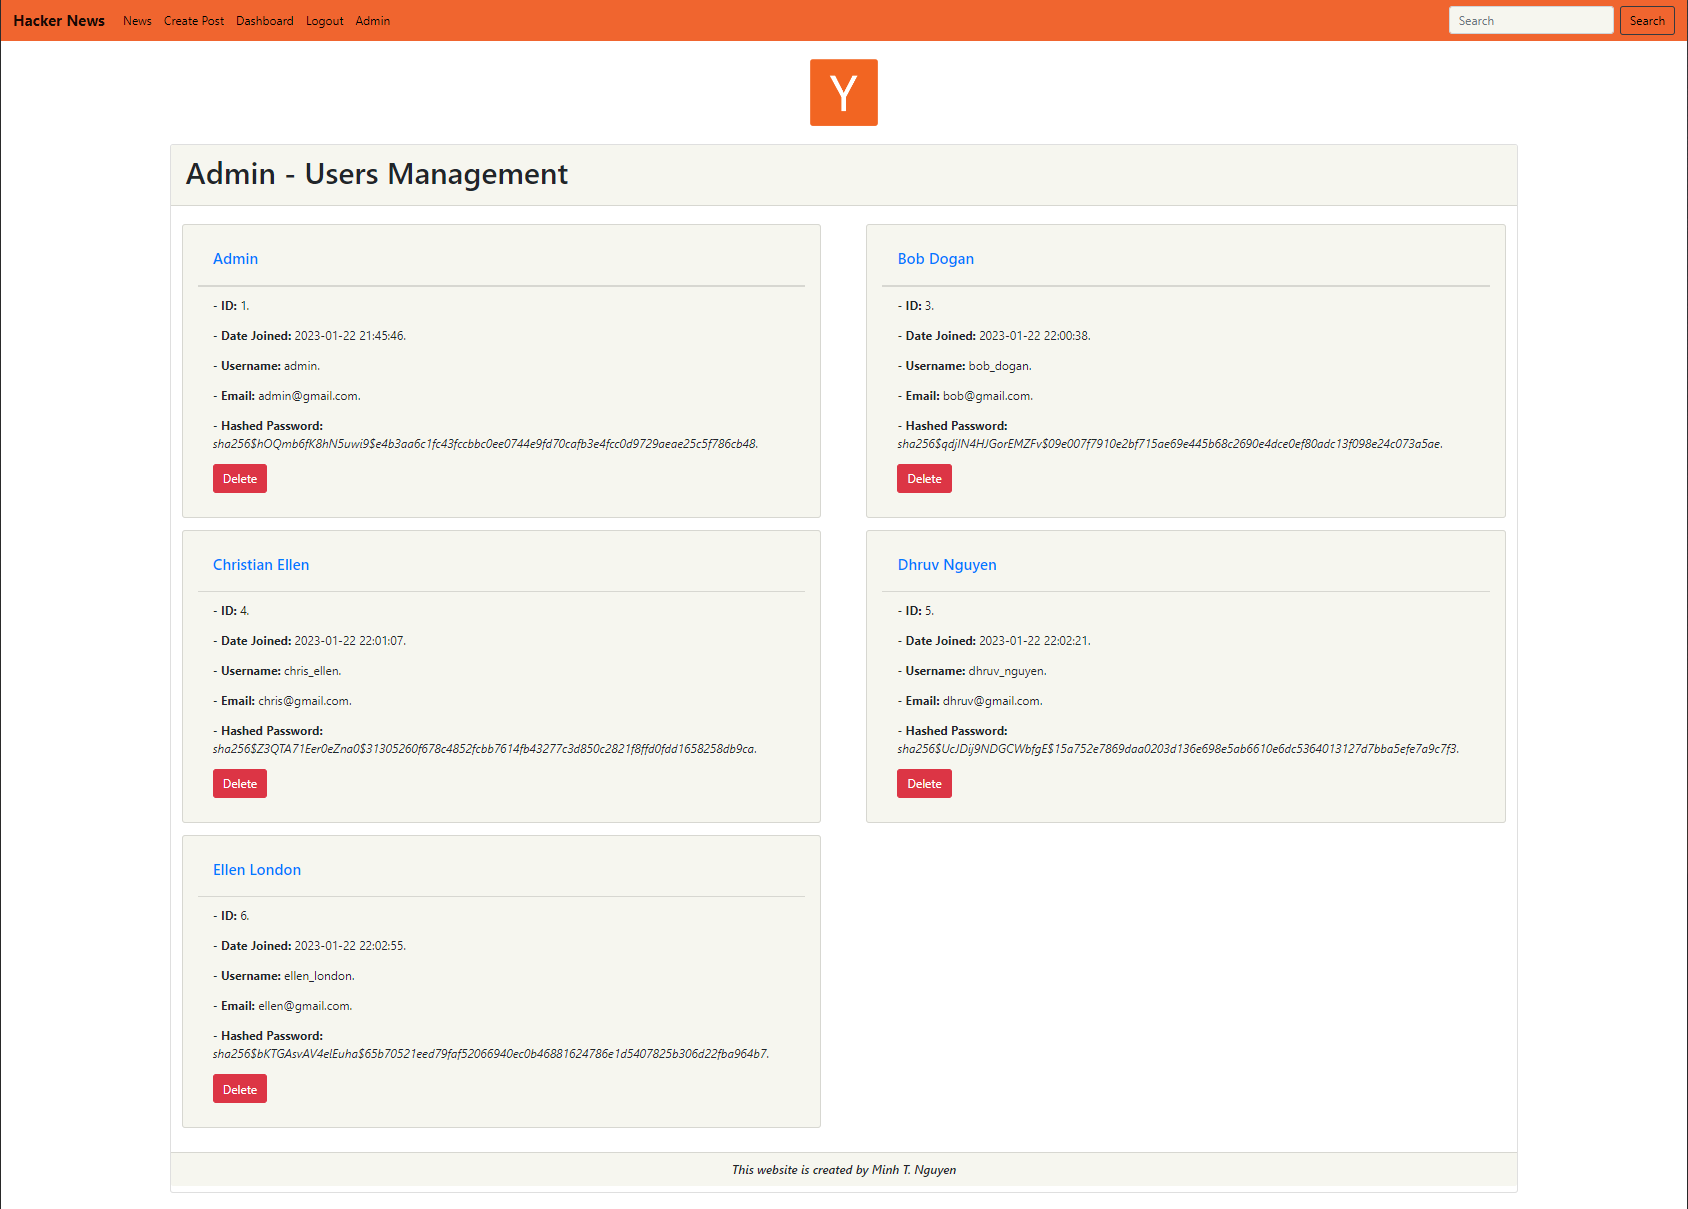 Hacker News News Create Post Dashboard Logout Admin Search Search
Y
Admin - Users Management
Admin
- ID: 1.
- Date Joined: 2023-01-22 21:45:46.
- Username: admin.
- Email: admin@gmail.com.
- Hashed Password:
sha256$hOQmb6fK8hN5uwi9$e4b3aa6c1fc43fccbbc0ee0744e9fd70cafb3e4fcc0d9729aeae25c5f786cb48.
Delete
Bob Dogan
- ID: 3.
- Date Joined: 2023-01-22 22:00:38.
- Username: bob_dogan.
- Email: bob@gmail.com.
- Hashed Password:
sha256$qdjIN4HJGorEMZFv$09e007f7910e2bf715ae69e445b68c2690e4dce0ef80adc13f098e24c073a5ae.
Delete
Christian Ellen
- ID: 4.
- Date Joined: 2023-01-22 22:01:07.
- Username: chris_ellen.
- Email: chris@gmail.com.
- Hashed Password:
sha256$Z3QTA71Eer0eZna0$31305260f678c4852fcbb7614fb43277c3d850c2821f8ffd0fdd1658258db9ca.
Delete
Dhruv Nguyen
- ID: 5.
- Date Joined: 2023-01-22 22:02:21.
- Username: dhruv_nguyen.
- Email: dhruv@gmail.com.
- Hashed Password:
sha256$UcJDij9NDGCWbfgE$15a752e7869daa0203d136e698e5ab6610e6dc5364013127d7bba5efe7a9c7f3.
Delete
Ellen London
- ID: 6.
- Date Joined: 2023-01-22 22:02:55.
- Username: ellen_london.
- Email: ellen@gmail.com.
- Hashed Password:
sha256$bKTGAsvAV4elEuha$65b70521eed79faf52066940ec0b46881624786e1d5407825b306d22fba964b7.
Delete
This website is created by Minh T. Nguyen